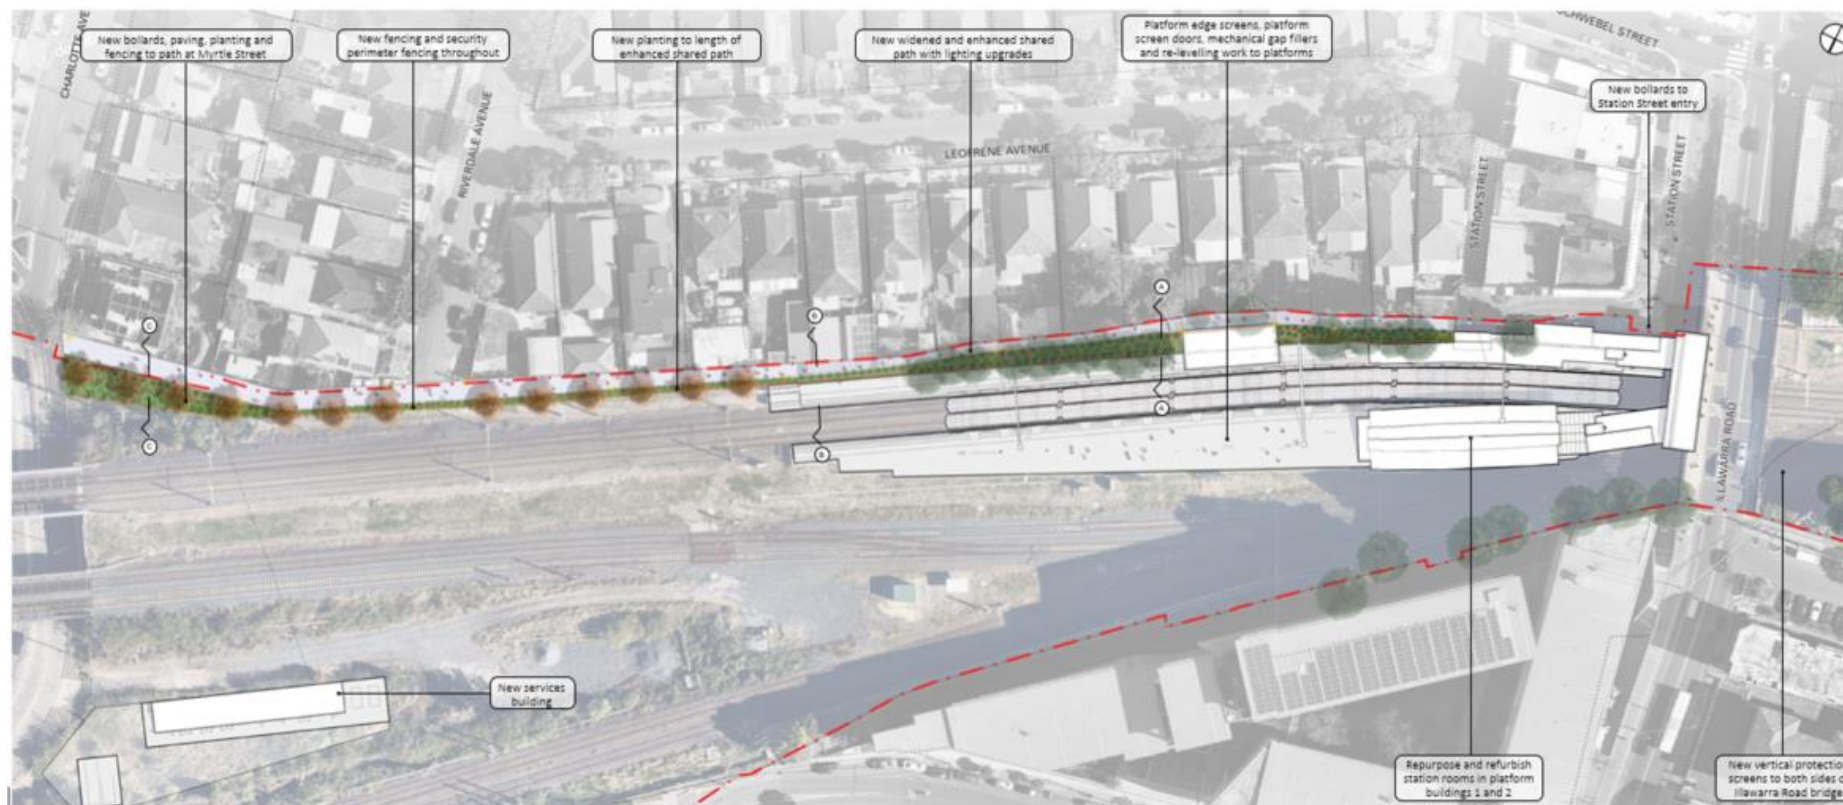 CHARLOTTE AVE
New bollards, paving, planting and
fencing to path at Myrtle Street
New fencing and security
perimeter fencing throughout
New planting to length of
enhanced shared path
New widened and enhanced shared
path with lighting upgrades
Platform edge screens, platform
screen doors, mechanical gap fillers
and re-levelling work to platforms
SCHWEBEL STREET
New bollards to
Station Street entry
RIVERDALE AVENUE
LEOFRENE AVENUE
STATION STREET
STATION STREET
C
B
A
C
B
A
ILLAWARRA ROAD
New services
building
Repurpose and refurbish
station rooms in platform
buildings 1 and 2
New vertical protection
screens to both sides o
Illawarra Road bridge